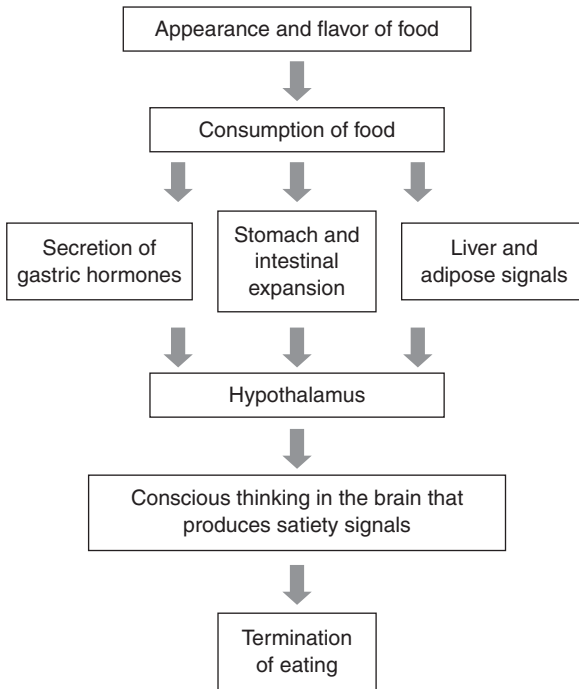 Appearance and flavor of food
Consumption of food
Secretion of
gastric hormones
Stomach and
intestinal
expansion
Liver and
adipose signals
Hypothalamus
Conscious thinking in the brain that
produces satiety signals
Termination
of eating